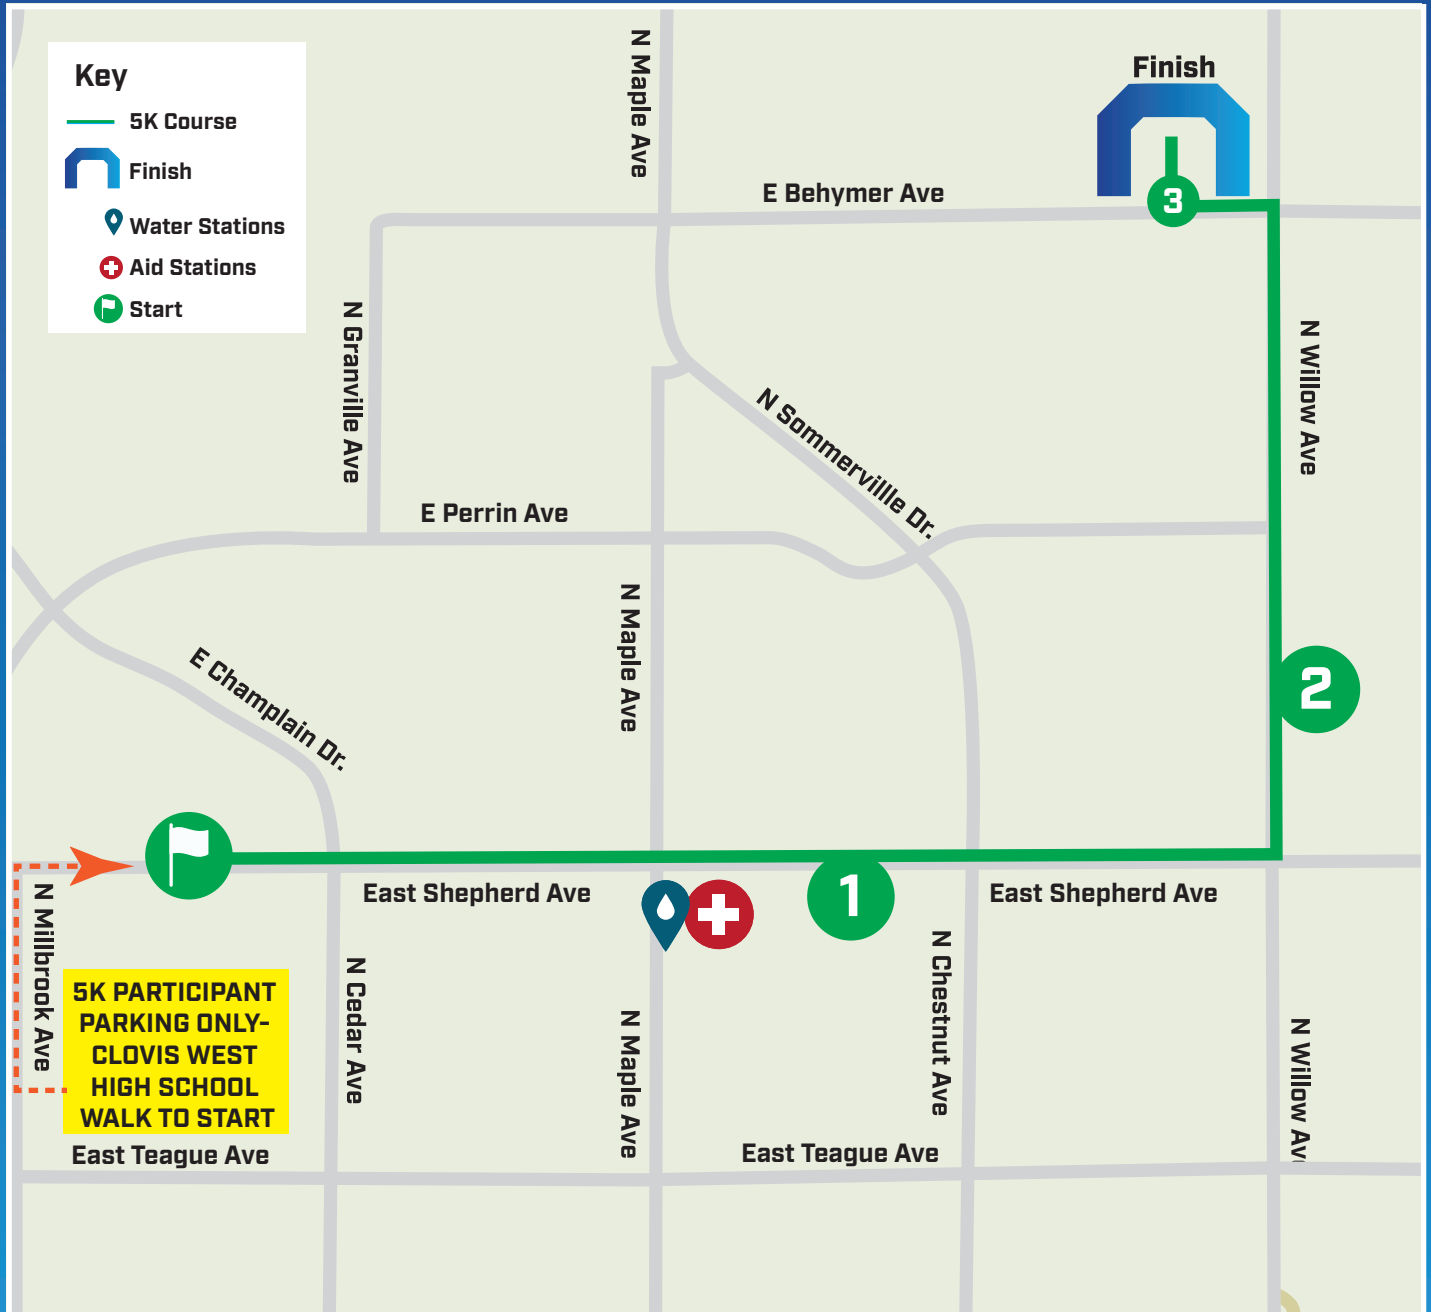 Key
5K Course
Finish
Water Stations
Aid Stations
Start
N Maple Ave
Finish
E Behymer Ave
3
N Granville Ave
N Willow Ave
N Sommervillle Dr.
E Perrin Ave
N Maple Ave
E Champlain Dr.
2
East Shepherd Ave
1
East Shepherd Ave
N Millbrook Ave
5K PARTICIPANT
PARKING ONLY-
CLOVIS WEST
HIGH SCHOOL
WALK TO START
N Cedar Ave
N Maple Ave
N Chestnut Ave
N Willow Ave
East Teague Ave
East Teague Ave